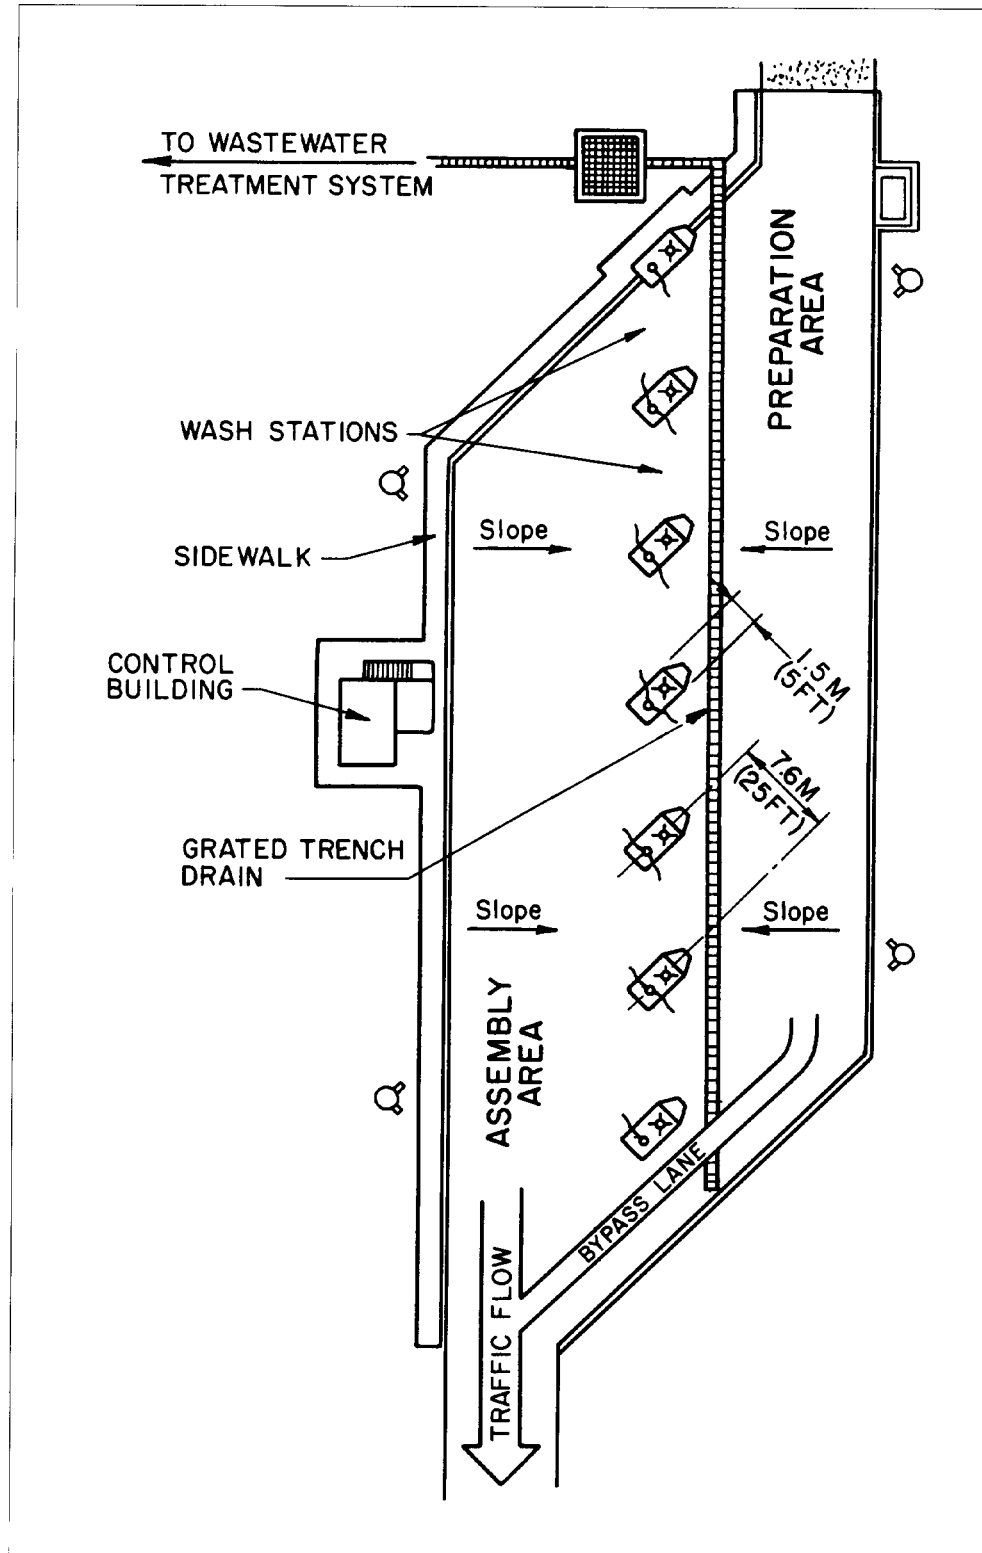 TO WASTEWATER
TREATMENT SYSTEM
PREPARATION
AREA
WASH STATIONS
Slope
Slope
SIDEWALK
CONTROL
BUILDING
1.5M
(5FT)
7.6M
(25FT)
GRATED TRENCH
DRAIN
Slope
Slope
ASSEMBLY
AREA
BYPASS LANE
TRAFFIC FLOW